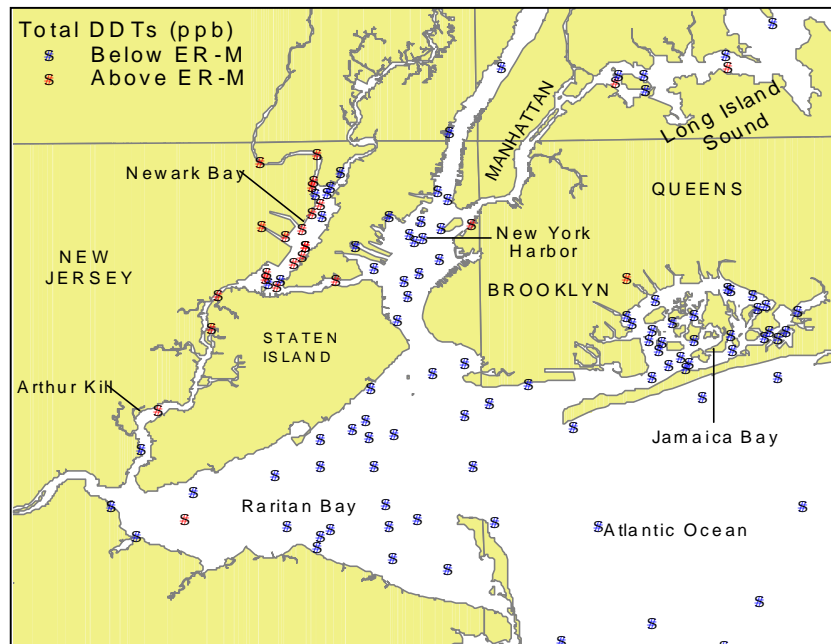 Total DDTs (ppb)
S Below ER-M
S Above ER-M
MANHATTAN
Long Island
Sound
Newark Bay
QUEENS
NEW
JERSEY
New York
Harbor
BROOKLYN
STATEN
ISLAND
Arthur Kill
Jamaica Bay
Raritan Bay
Atlantic Ocean